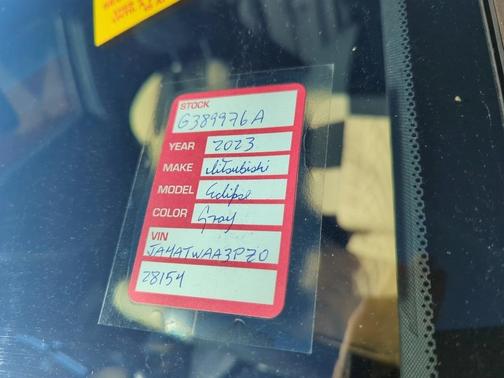 STOCK
G389976A
YEAR 2023
MAKE Mitsubishi
MODEL Eclipse
COLOR Gray
VIN
JA4ATWAA3PZ0
28154